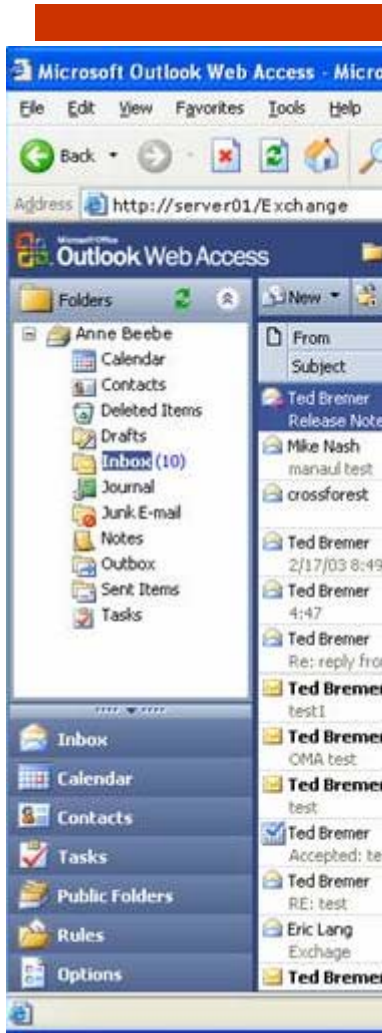 Microsoft Outlook Web Access - Micro
File Edit View Favorites Tools Help
Back
Address http://server01/Exchange
Microsoft Office
Outlook Web Access
Folders
New
Anne Beebe
Calendar
Contacts
Deleted Items
Drafts
Inbox (10)
Journal
Junk E-mail
Notes
Outbox
Sent Items
Tasks
Inbox
Calendar
Contacts
Tasks
Public Folders
Rules
Options
From
Subject
Ted Bremer
Release Note
Mike Nash
manaul test
crossforest
Ted Bremer
2/17/03 8:49
Ted Bremer
4:47
Ted Bremer
Re: reply fro
Ted Bremer
test1
Ted Bremer
OMA test
Ted Bremer
test
Ted Bremer
Accepted: te
Ted Bremer
RE: test
Eric Lang
Exchage
Ted Bremer